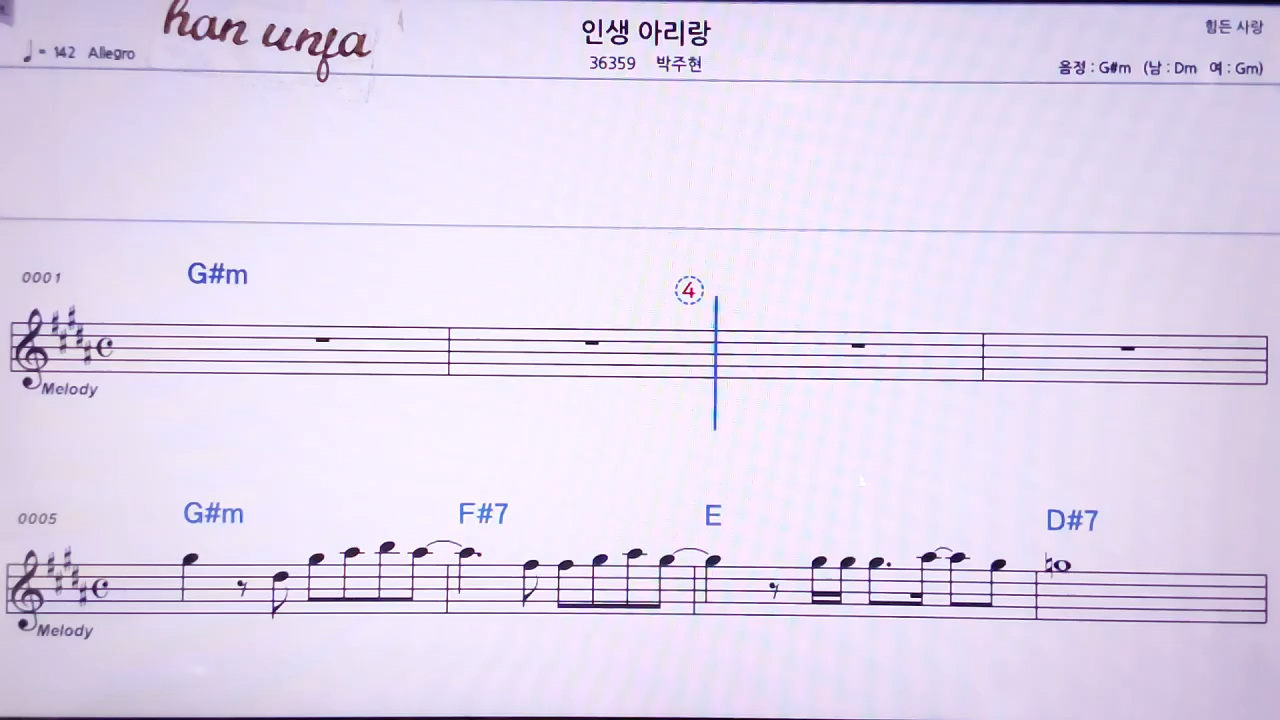 han unja
인생 아리랑
힘든 사랑
♩ = 142 Allegro
36359 박주현
음정 : G#m (남 : Dm 여 : Gm)
0001
G#m
4
Melody
0005
G#m F#7 E D#7
Melody